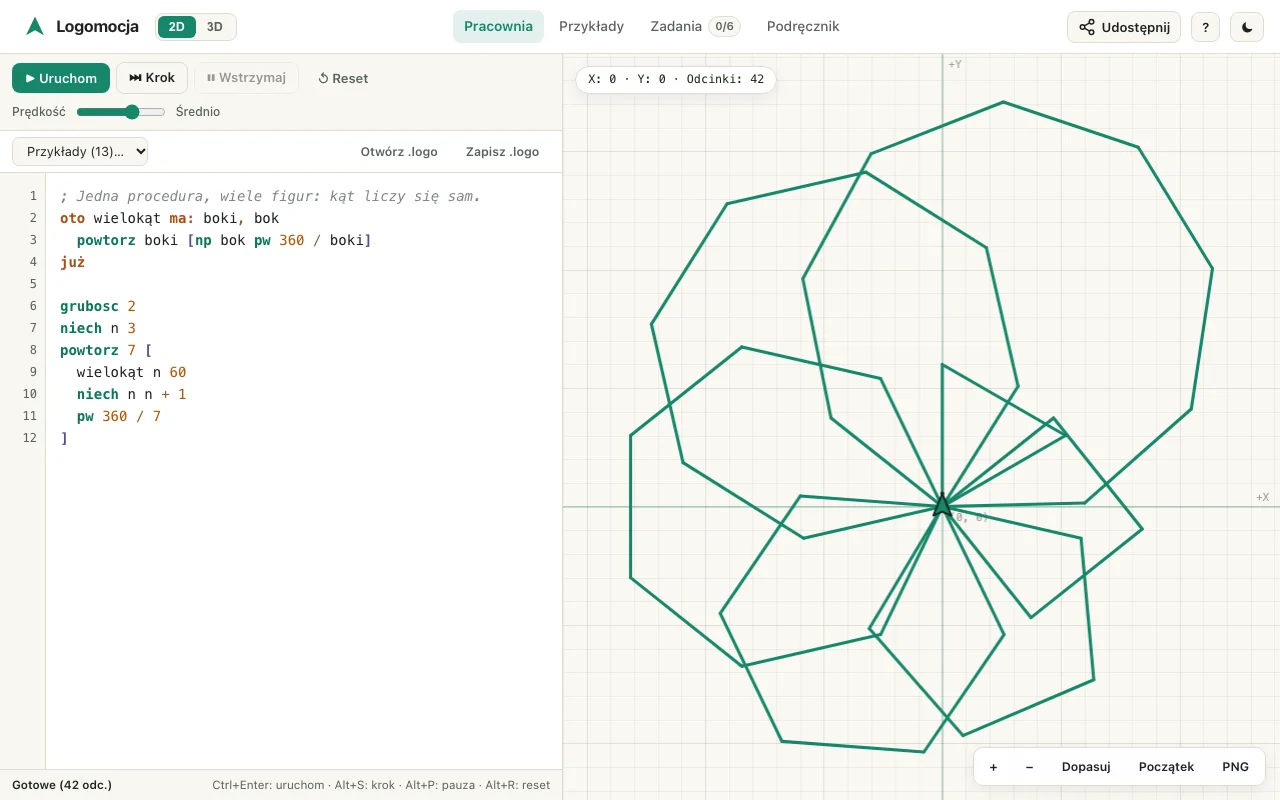 Logomocja
2D 3D
Pracownia Przykłady Zadania 0/6 Podręcznik
Udostępnij ?
Uruchom Krok Wstrzymaj Reset
Prędkość Średnio
Przykłady (13)... Otwórz .logo Zapisz .logo
1 ; Jedna procedura, wiele figur: kąt liczy się sam.
2 oto wielokąt ma: boki, bok
3 powtorz boki [np bok pw 360 / boki]
4 już
5
6 grubosc 2
7 niech n 3
8 powtorz 7 [
9 wielokąt n 60
10 niech n n + 1
11 pw 360 / 7
12 ]
Gotowe (42 odc.) Ctrl+Enter: uruchom · Alt+S: krok · Alt+P: pauza · Alt+R: reset
X: 0 · Y: 0 · Odcinki: 42
+Y
+X
(0, 0)
+ − Dopasuj Początek PNG